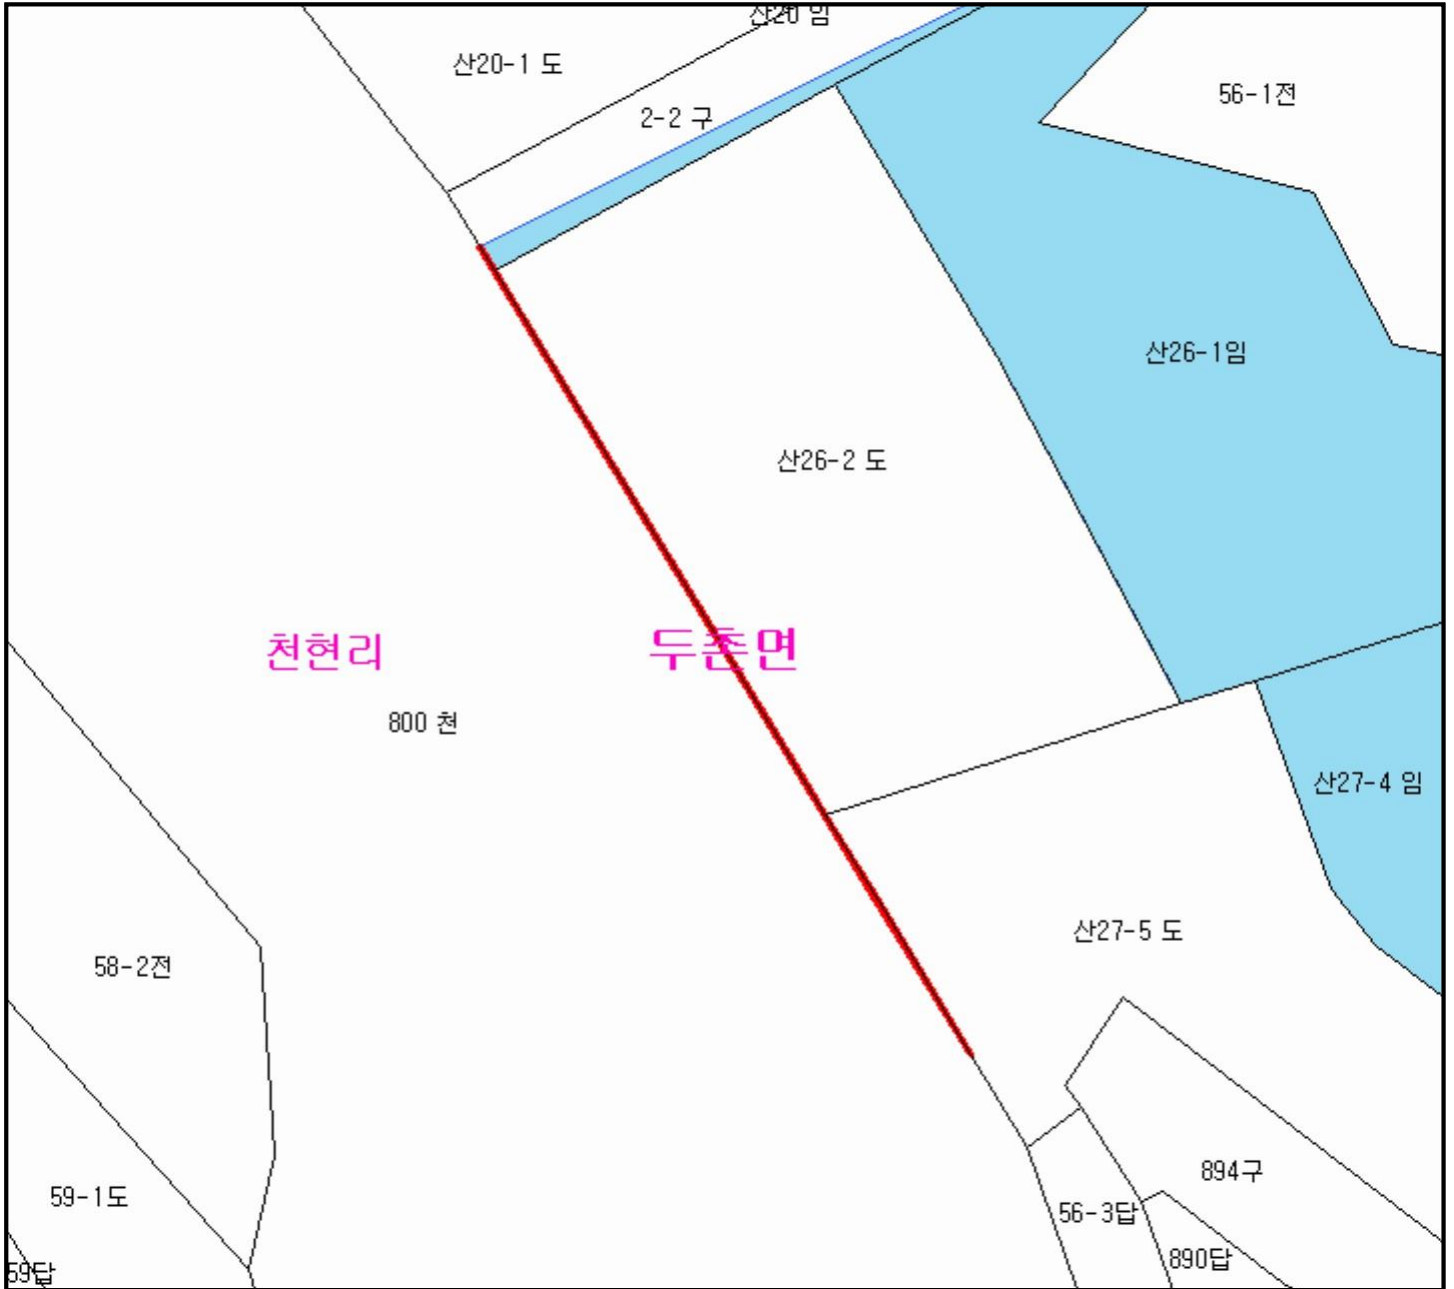 산20 임
산20-1 도
56-1전
2-2 구
산26-1임
산26-2 도
천현리
두촌면
800 천
산27-4 임
산27-5 도
58-2전
894구
59-1도
56-3답
890답
59답